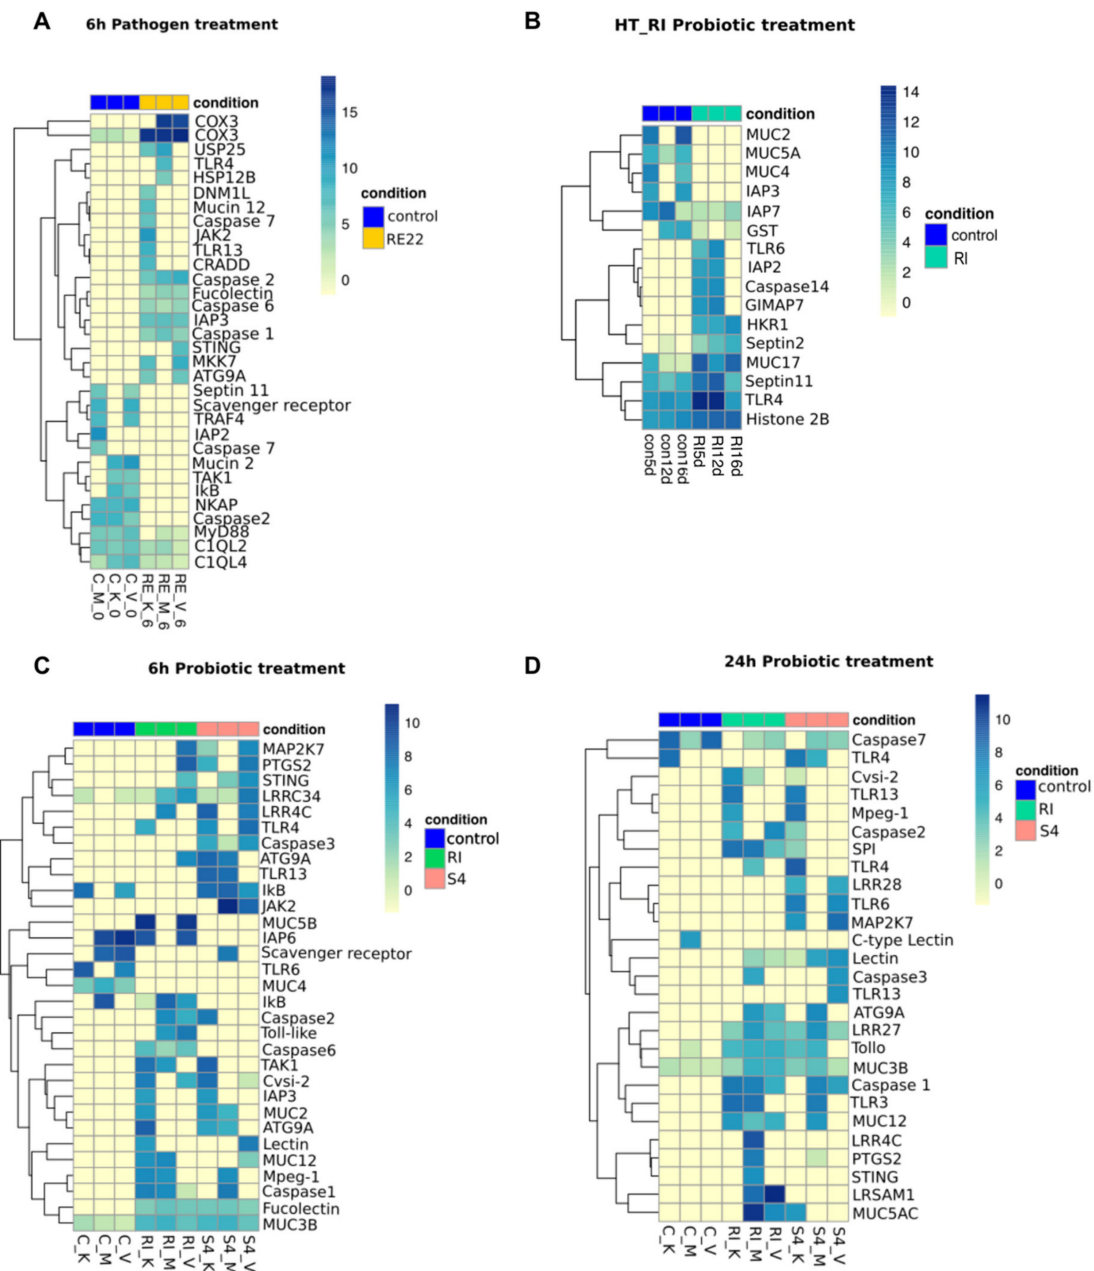 A
6h Pathogen treatment
condition
COX3
COX3
USP25
TLR4
HSP12B
DNM1L
Mucin 12
Caspase 7
JAK2
TLR13
CRADD
Caspase 2
Fucolectin
Caspase 6
IAP3
Caspase 1
STING
MKK7
ATG9A
Septin 11
Scavenger receptor
TRAF4
IAP2
Caspase 7
Mucin 2
TAK1
IkB
NKAP
Caspase2
MyD88
C1QL2
C1QL4
C_M_0
C_K_0
C_V_0
RE_K_6
RE_M_6
RE_V_6
15
10
5
0
condition
control
RE22
B
HT_RI Probiotic treatment
condition
MUC2
MUC5A
MUC4
IAP3
IAP7
GST
TLR6
IAP2
Caspase14
GIMAP7
HKR1
Septin2
MUC17
Septin11
TLR4
Histone 2B
con5d
con12d
con16d
RI5d
RI12d
RI16d
14
12
10
8
6
4
2
0
condition
control
RI
C
6h Probiotic treatment
condition
MAP2K7
PTGS2
STING
LRRC34
LRR4C
TLR4
Caspase3
ATG9A
TLR13
IkB
JAK2
MUC5B
IAP6
Scavenger receptor
TLR6
MUC4
IkB
Caspase2
Toll-like
Caspase6
TAK1
Cvsi-2
IAP3
MUC2
ATG9A
Lectin
MUC12
Mpeg-1
Caspase1
Fucolectin
MUC3B
C_K
C_M
C_V
RI_K
RI_M
RI_V
S4_K
S4_M
S4_V
10
8
6
4
2
0
condition
control
RI
S4
D
24h Probiotic treatment
condition
Caspase7
TLR4
Cvsi-2
TLR13
Mpeg-1
Caspase2
SPI
TLR4
LRR28
TLR6
MAP2K7
C-type Lectin
Lectin
Caspase3
TLR13
ATG9A
LRR27
Tollo
MUC3B
Caspase 1
TLR3
MUC12
LRR4C
PTGS2
STING
LRSAM1
MUC5AC
C_K
C_M
C_V
RI_K
RI_M
RI_V
S4_K
S4_M
S4_V
10
8
6
4
2
0
condition
control
RI
S4